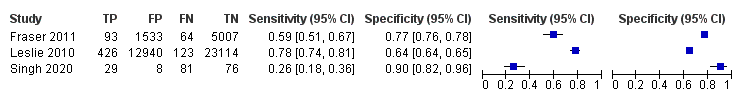 Study TP FP FN TN Sensitivity (95% CI) Specificity (95% CI) Sensitivity (95% CI) Specificity (95% CI)
Fraser 2011 93 1533 64 5007 0.59 [0.51, 0.67] 0.77 [0.76, 0.78]
Leslie 2010 426 12940 123 23114 0.78 [0.74, 0.81] 0.64 [0.64, 0.65]
Singh 2020 29 8 81 76 0.26 [0.18, 0.36] 0.90 [0.82, 0.96]
0 0.2 0.4 0.6 0.8 1 0 0.2 0.4 0.6 0.8 1